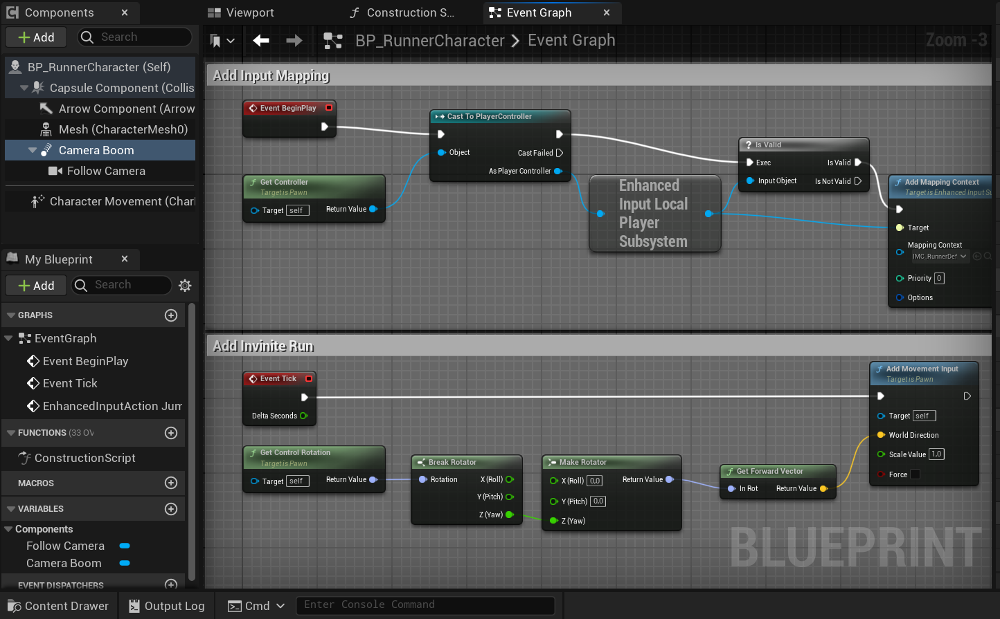 Components
Add
Search
BP_RunnerCharacter (Self)
Capsule Component (Collis
Arrow Component (Arrow
Mesh (CharacterMesh0)
Camera Boom
Follow Camera
Character Movement (Char
My Blueprint
Add
Search
GRAPHS
EventGraph
Event BeginPlay
Event Tick
EnhancedInputAction Jum
FUNCTIONS (33 OV
ConstructionScript
MACROS
VARIABLES
Components
Follow Camera
Camera Boom
EVENT DISPATCHERS
Viewport
Construction S...
Event Graph
BP_RunnerCharacter
Event Graph
Zoom -3
Add Input Mapping
Event BeginPlay
Get Controller
Target is Pawn
Target self
Return Value
Cast To PlayerController
Object
Cast Failed
As Player Controller
Enhanced
Input Local
Player
Subsystem
? Is Valid
Exec
Is Valid
Input Object
Is Not Valid
Add Mapping Context
Target is Enhanced Input Su
Target
Mapping Context
IMC_RunnerDef
Priority 0
Options
Add Invinite Run
Event Tick
Delta Seconds
Get Control Rotation
Target is Pawn
Target self
Return Value
Break Rotator
Rotation
X (Roll)
Y (Pitch)
Z (Yaw)
Make Rotator
X (Roll) 0,0
Return Value
Y (Pitch) 0,0
Z (Yaw)
Get Forward Vector
In Rot
Return Value
Add Movement Input
Target is Pawn
Target self
World Direction
Scale Value 1,0
Force
BLUEPRINT
Content Drawer
Output Log
Cmd
Enter Console Command